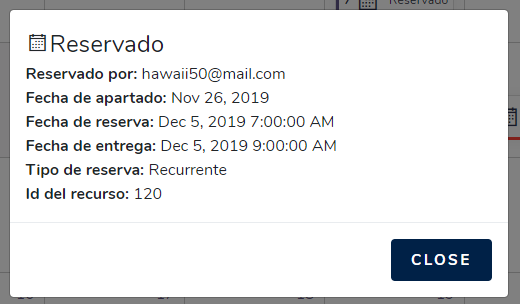 Reservado
Reservado
Reservado por: hawaii50@mail.com
Fecha de apartado: Nov 26, 2019
Fecha de reserva: Dec 5, 2019 7:00:00 AM
Fecha de entrega: Dec 5, 2019 9:00:00 AM
Tipo de reserva: Recurrente
Id del recurso: 120
CLOSE